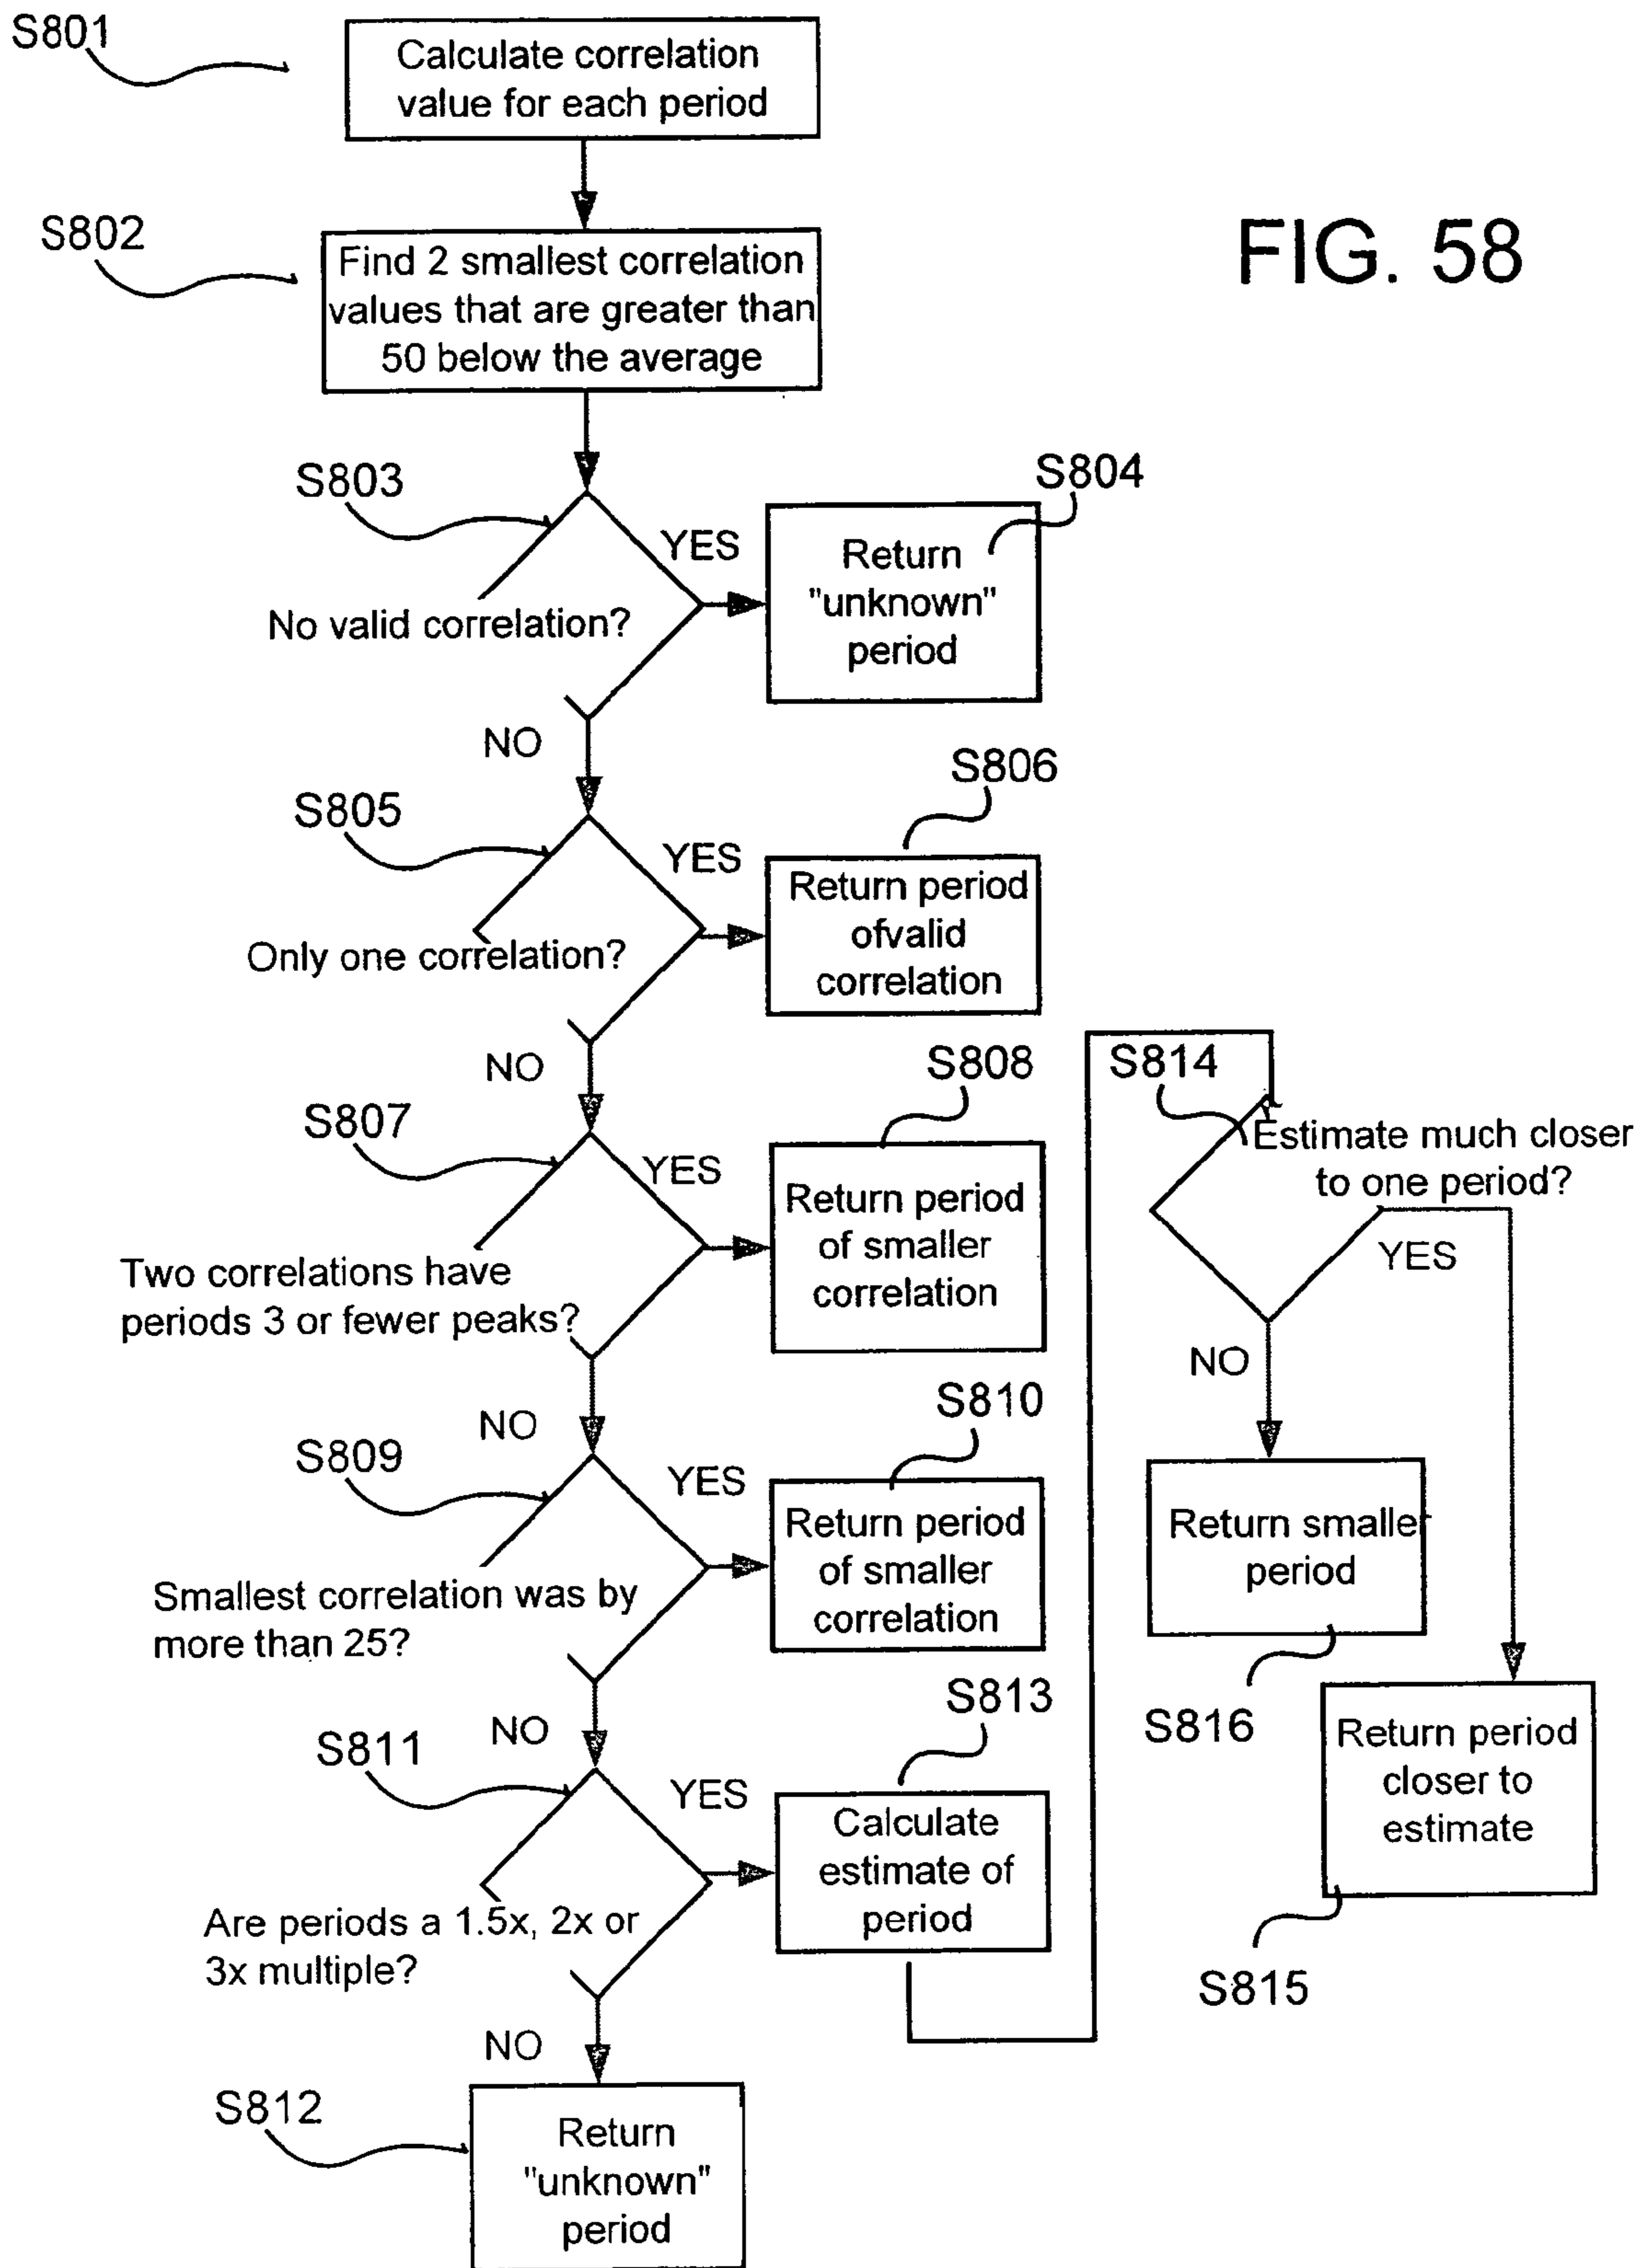 S801
Calculate correlation
value for each period
S802
Find 2 smallest correlation
values that are greater than
50 below the average
FIG. 58
S803
No valid correlation?
YES
S804
Return
"unknown"
period
NO
S805
Only one correlation?
YES
S806
Return period
ofvalid
correlation
NO
S807
Two correlations have
periods 3 or fewer peaks?
YES
S808
Return period
of smaller
correlation
NO
S809
Smallest correlation was by
more than 25?
YES
S810
Return period
of smaller
correlation
NO
S811
Are periods a 1.5x, 2x or
3x multiple?
YES
S813
Calculate
estimate of
period
NO
S812
Return
"unknown"
period
S814
Estimate much closer
to one period?
YES
NO
Return smaller
period
S816
Return period
closer to
estimate
S815